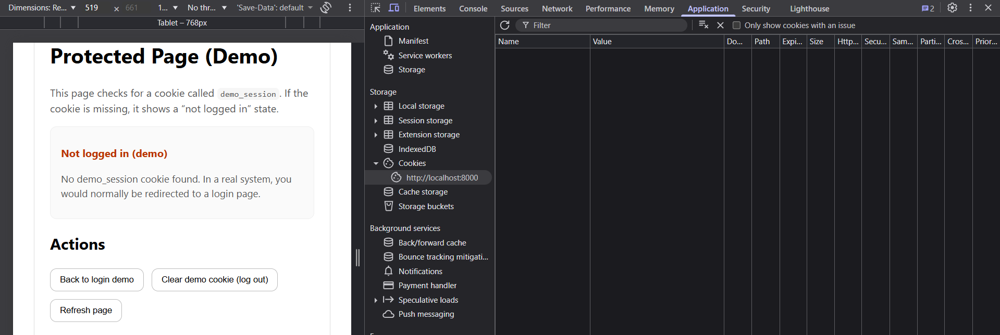 Dimensions: Re... 519 × 661 1... No thr... 'Save-Data': default
Tablet – 768px
Protected Page (Demo)
This page checks for a cookie called demo_session. If the
cookie is missing, it shows a “not logged in” state.
Not logged in (demo)
No demo_session cookie found. In a real system, you
would normally be redirected to a login page.
Actions
Back to login demo
Clear demo cookie (log out)
Refresh page
Elements Console Sources Network Performance Memory Application Security Lighthouse 2
Application
Manifest
Service workers
Storage
Storage
Local storage
Session storage
Extension storage
IndexedDB
Cookies
http://localhost:8000
Cache storage
Storage buckets
Background services
Back/forward cache
Bounce tracking mitigati...
Notifications
Payment handler
Speculative loads
Push messaging
Filter
Only show cookies with an issue
Name Value Do... Path Expi... Size Http... Secu... Sam... Parti... Cros... Prior...